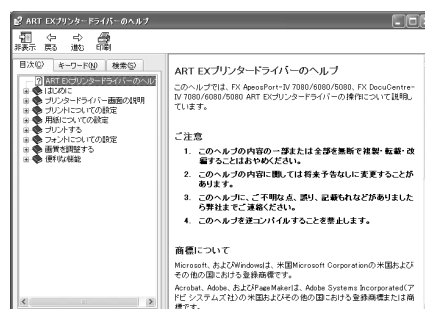 ART EXプリンタードライバーのヘルプ
非表示 戻る 進む 印刷
目次(C) キーワード(N) 検索(S)
ART EXプリンタードライバーのヘル
はじめに
プリンタードライバー画面の説明
プリントについての設定
用紙についての設定
プリントする
フォントについての設定
画質を調整する
便利な機能
ART EXプリンタードライバーのヘルプ
このヘルプでは、FX ApeosPort-IV 7080/6080/5080、FX DocuCentre-
IV 7080/6080/5080 ART EXプリンタードライバーの操作について説明し
ています。
ご注意
1. このヘルプの内容の一部または全部を無断で複製・転載・改
編することはおやめください。
2. このヘルプの内容に関しては将来予告なしに変更することが
あります。
3. このヘルプに、ご不明な点、誤り、記載もれなどがありました
ら弊社までご連絡ください。
4. このヘルプを逆コンパイルすることを禁止します。
商標について
Microsoft、およびWindowsは、米国Microsoft Corporationの米国および
その他の国における登録商標です。
Acrobat、Adobe、およびPageMakerは、Adobe Systems Incorporated(ア
ドビ システムズ社)の米国およびその他の国における登録商標または商
標です。